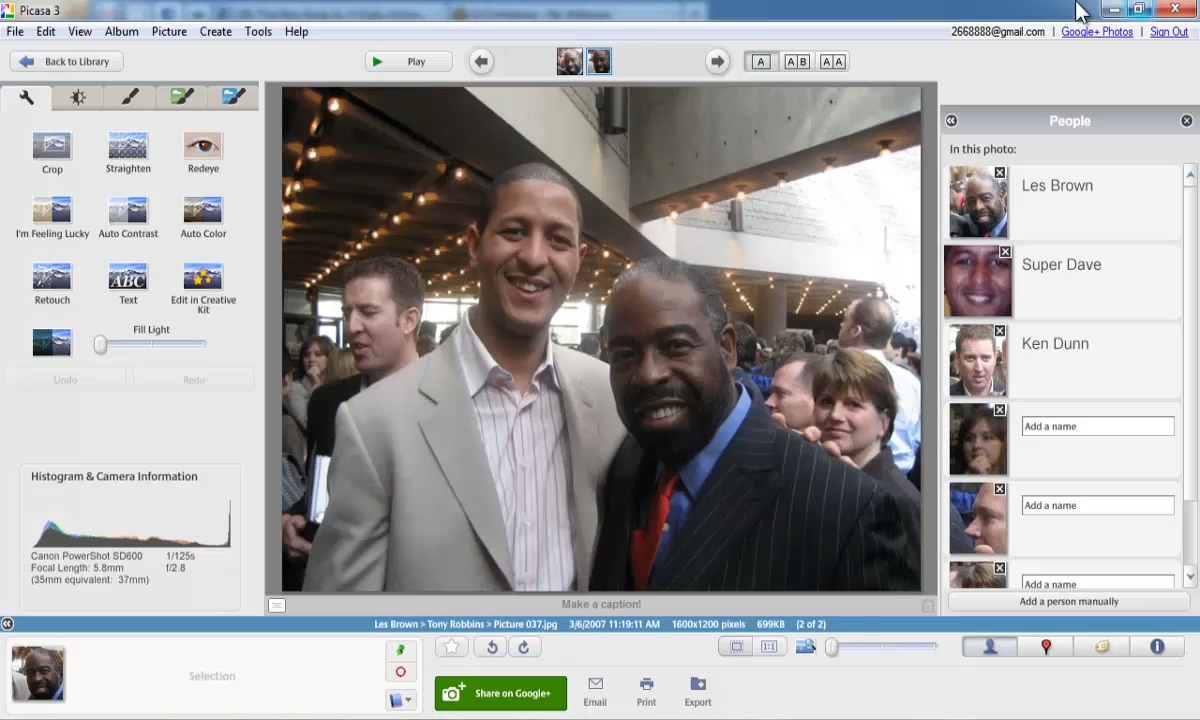 Picasa 3
File Edit View Album Picture Create Tools Help
2668888@gmail.com | Google+ Photos | Sign Out
Back to Library
Play
A A B A A
People
In this photo:
Les Brown
Super Dave
Ken Dunn
Add a name
Add a name
Add a name
Add a person manually
Crop Straighten Redeye
I'm Feeling Lucky Auto Contrast Auto Color
ABC
Retouch Text Edit in Creative
Kit
Fill Light
Undo Redo
Histogram & Camera Information
Canon PowerShot SD600 1/125s
Focal Length: 5.8mm f/2.8
(35mm equivalent: 37mm)
Make a caption!
Les Brown > Tony Robbins > Picture 037.jpg 3/6/2007 11:19:11 AM 1600x1200 pixels 699KB (2 of 2)
Selection
1:1
Share on Google+
Email Print Export